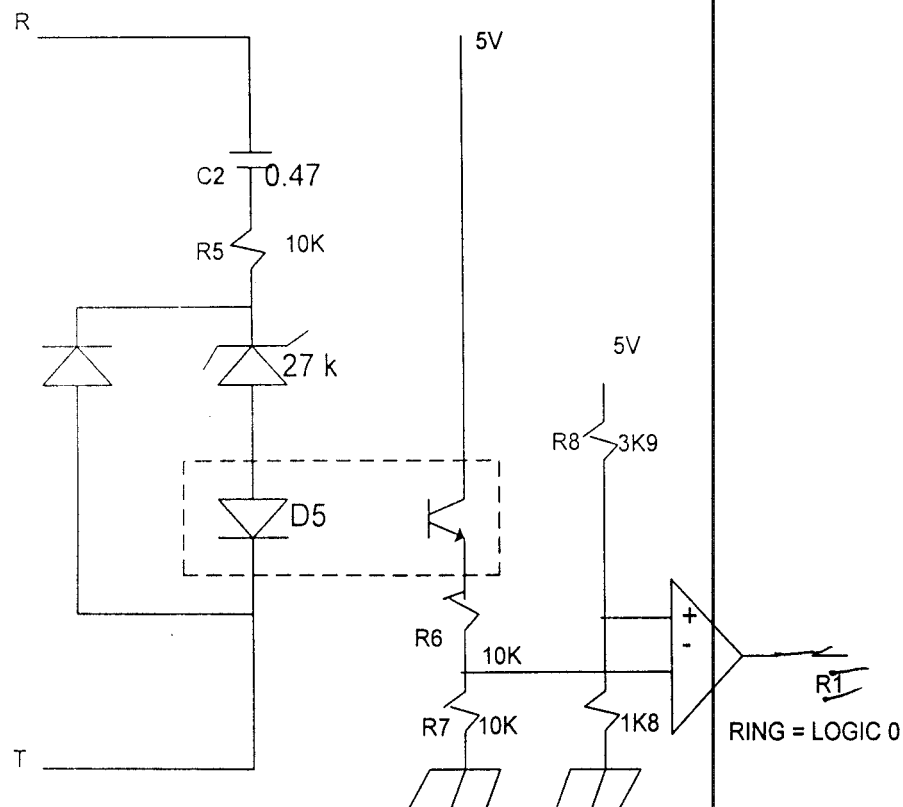 R
5V
C2 0.47
R5 10K
27 k
5V
R8 3K9
D5
+
-
R6
10K
R1
R7 10K
1K8
RING = LOGIC 0
T